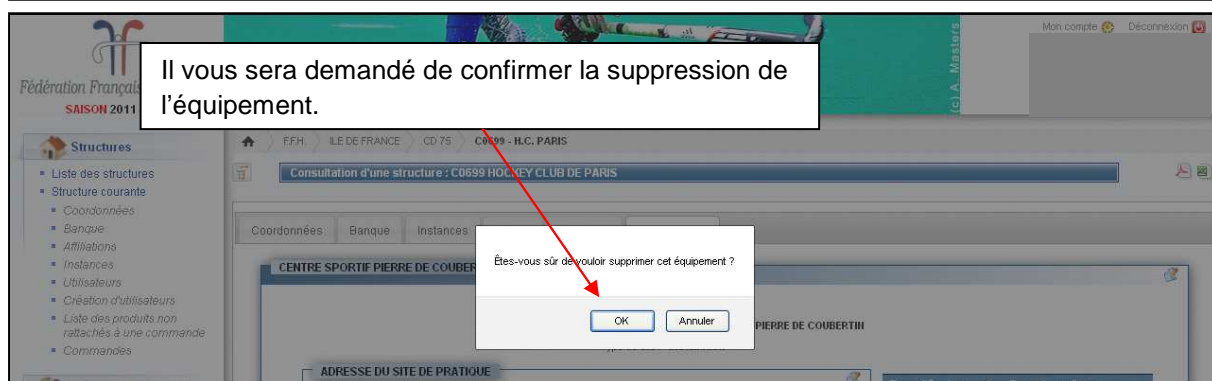 Mon compte Déconnexion
(c) A. Masters
Il vous sera demandé de confirmer la suppression de
l'équipement.
Fédération Français
SAISON 2011
Structures
Liste des structures
Structure courante
Coordonnées
Banque
Affiliations
Instances
Utilisateurs
Création d'utilisateurs
Liste des produits non
rattachés à une commande
Commandes
F.F.H. ILE DE FRANCE CD 75 C0699 - H.C. PARIS
Consultation d'une structure : C0699 HOCKEY CLUB DE PARIS
Coordonnées Banque Instances
CENTRE SPORTIF PIERRE DE COUBER
Êtes-vous sûr de vouloir supprimer cet équipement ?
OK Annuler
PIERRE DE COUBERTIN
ADRESSE DU SITE DE PRATIQUE